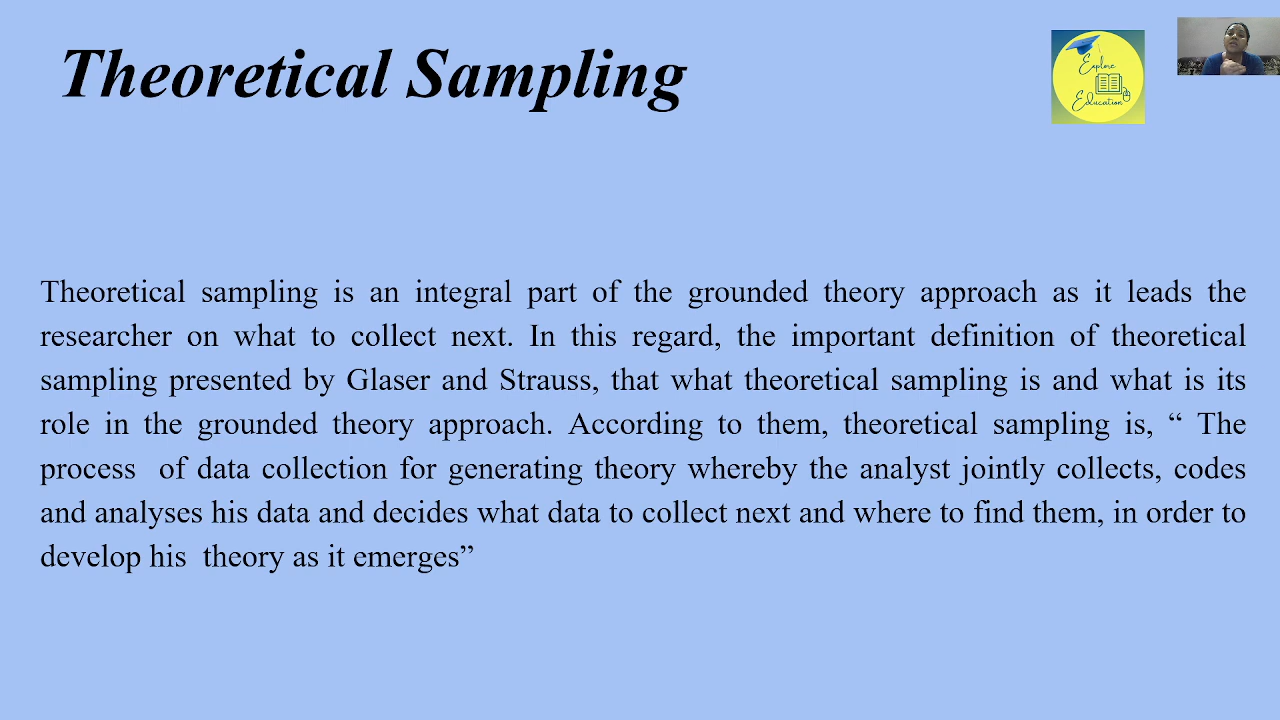 Theoretical Sampling
Explore
Education
Theoretical sampling is an integral part of the grounded theory approach as it leads the
researcher on what to collect next. In this regard, the important definition of theoretical
sampling presented by Glaser and Strauss, that what theoretical sampling is and what is its
role in the grounded theory approach. According to them, theoretical sampling is, “ The
process of data collection for generating theory whereby the analyst jointly collects, codes
and analyses his data and decides what data to collect next and where to find them, in order to
develop his theory as it emerges”